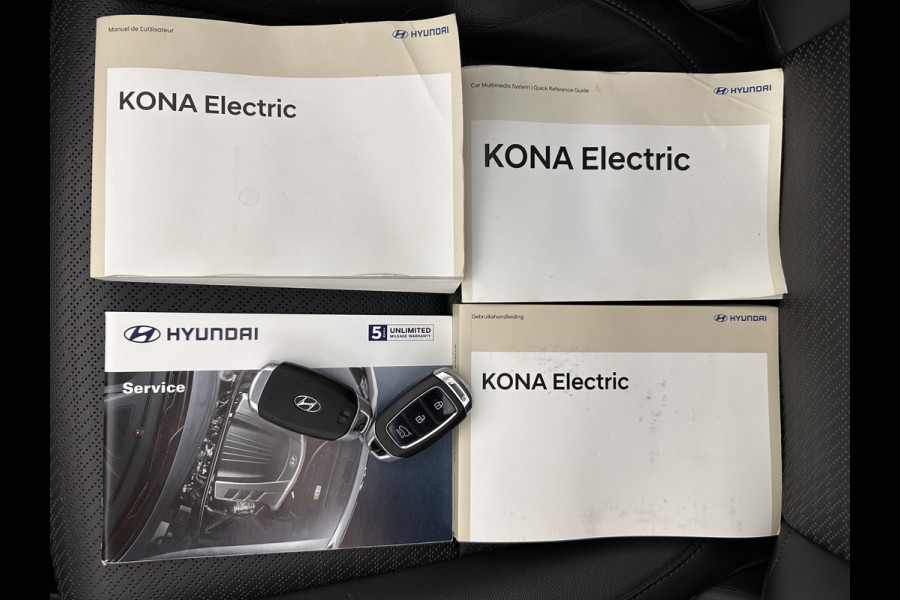 Manuel de L'utilisateur
HYUNDAI
KONA Electric
Car Multimedia System | Quick Reference Guide
HYUNDAI
KONA Electric
HYUNDAI
5
UNLIMITED
MILEAGE WARRANTY
Service
Gebruikshandleiding
HYUNDAI
KONA Electric